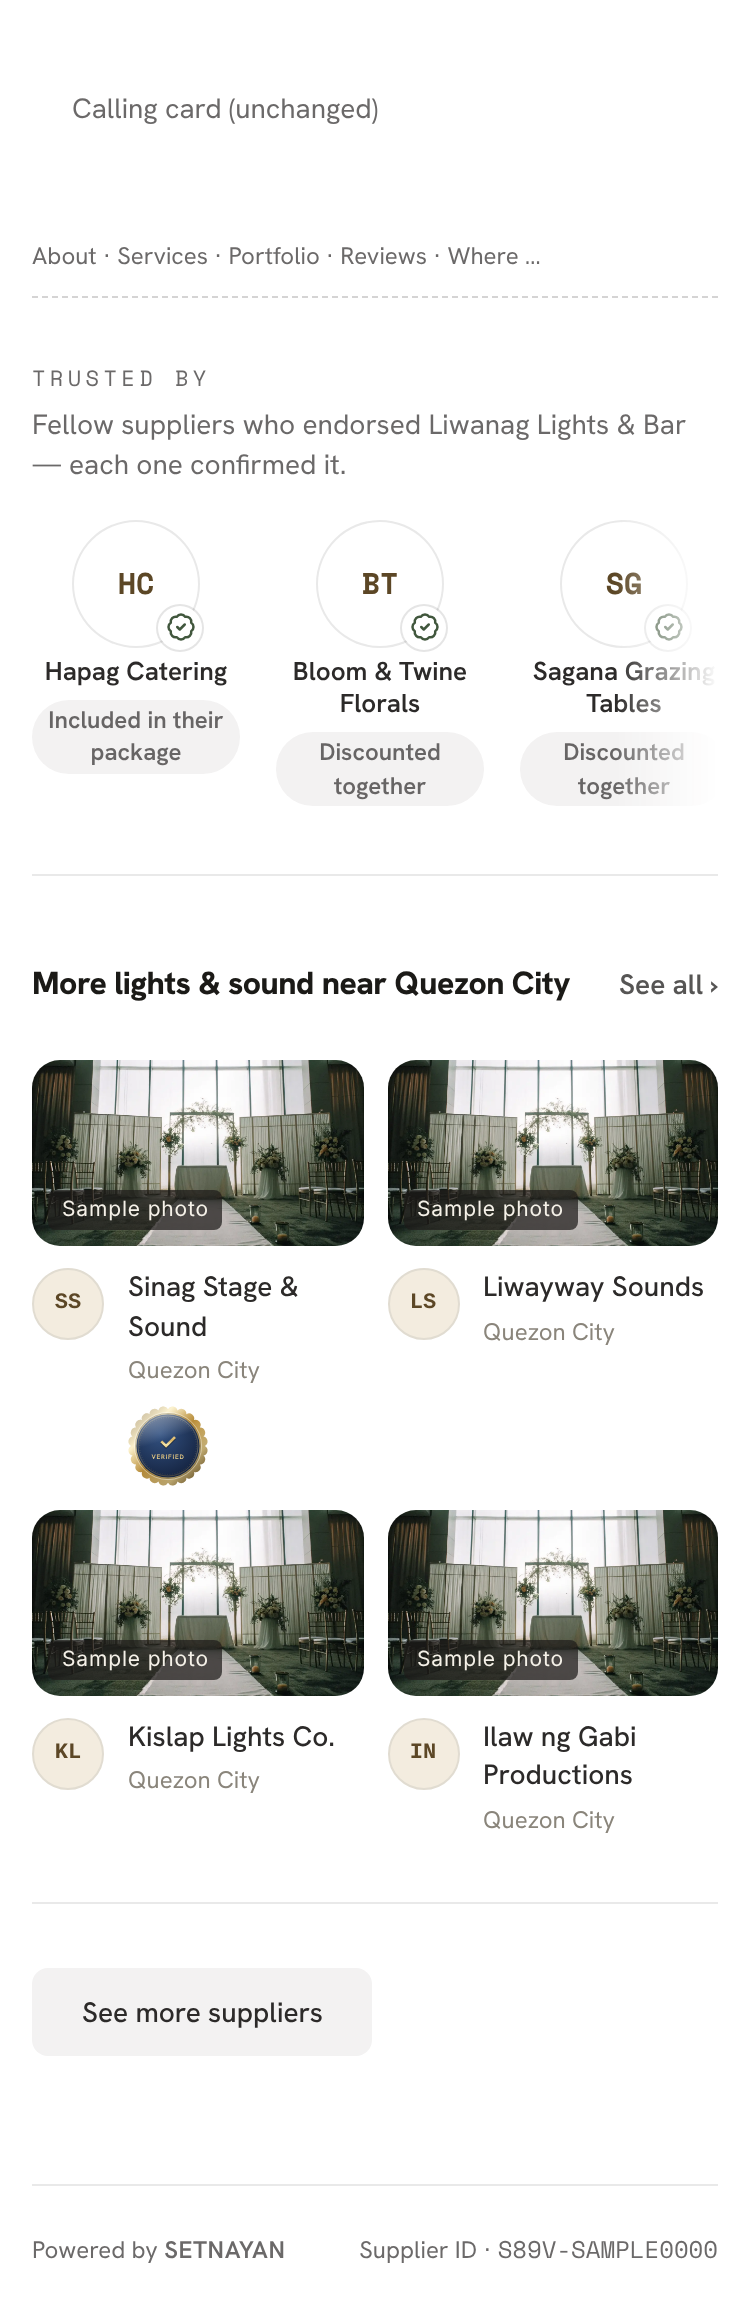 Calling card (unchanged)
About · Services · Portfolio · Reviews · Where ...
TRUSTED BY
Fellow suppliers who endorsed Liwanag Lights & Bar
— each one confirmed it.
HC
BT
SG
Hapag Catering
Bloom & Twine
Florals
Sagana Grazing
Tables
Included in their
package
Discounted
together
Discounted
together
More lights & sound near Quezon City
See all ›
Sample photo
Sample photo
SS
Sinag Stage &
Sound
Quezon City
VERIFIED
LS
Liwayway Sounds
Quezon City
Sample photo
Sample photo
KL
Kislap Lights Co.
Quezon City
IN
Ilaw ng Gabi
Productions
Quezon City
See more suppliers
Powered by SETNAYAN
Supplier ID · S89V-SAMPLE0000